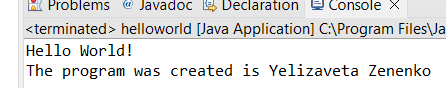 Problems @ Javadoc Declaration Console
<terminated> helloworld [Java Application] C:\Program Files\Ja
Hello World!
The program was created is Yelizaveta Zenenko